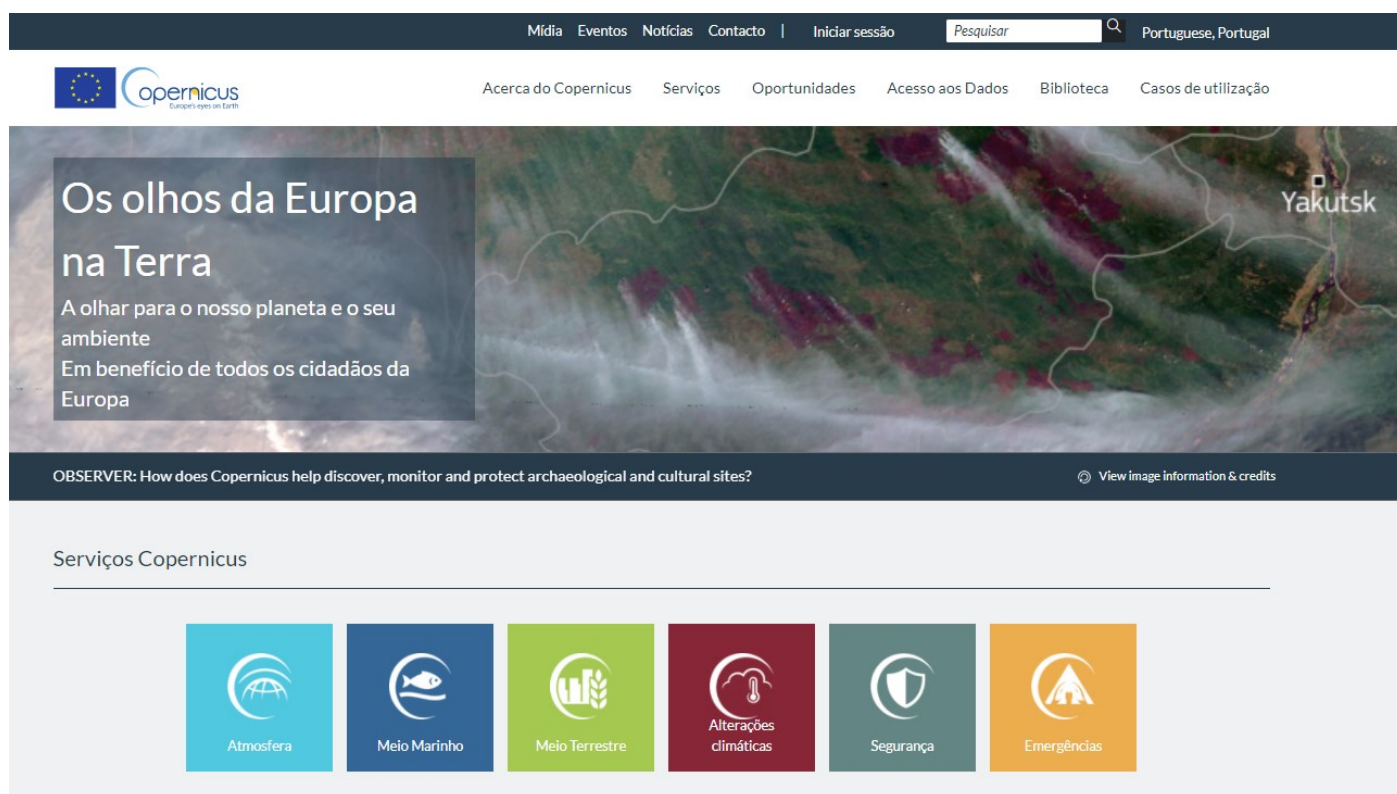 Mídia Eventos Notícias Contacto | Iniciar sessão Pesquisar Portuguese, Portugal
Copernicus
Europe's eyes on Earth
Acerca do Copernicus Serviços Oportunidades Acesso aos Dados Biblioteca Casos de utilização
Os olhos da Europa
na Terra
A olhar para o nosso planeta e o seu
ambiente
Em benefício de todos os cidadãos da
Europa
Yakutsk
OBSERVER: How does Copernicus help discover, monitor and protect archaeological and cultural sites? View image information & credits
Serviços Copernicus
Atmosfera Meio Marinho Meio Terrestre Alterações
climáticas Segurança Emergências